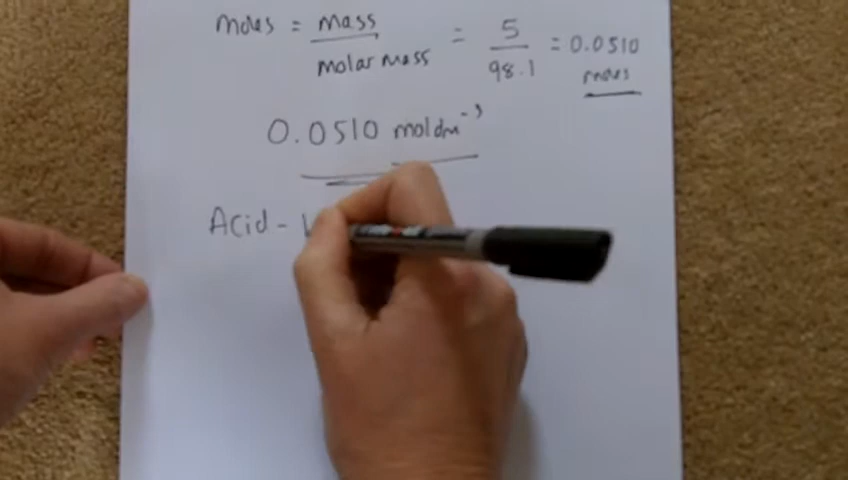 moles = mass / molar mass = 5 / 98.1 = 0.0510 moles
0.0510 moldm⁻³
Acid -